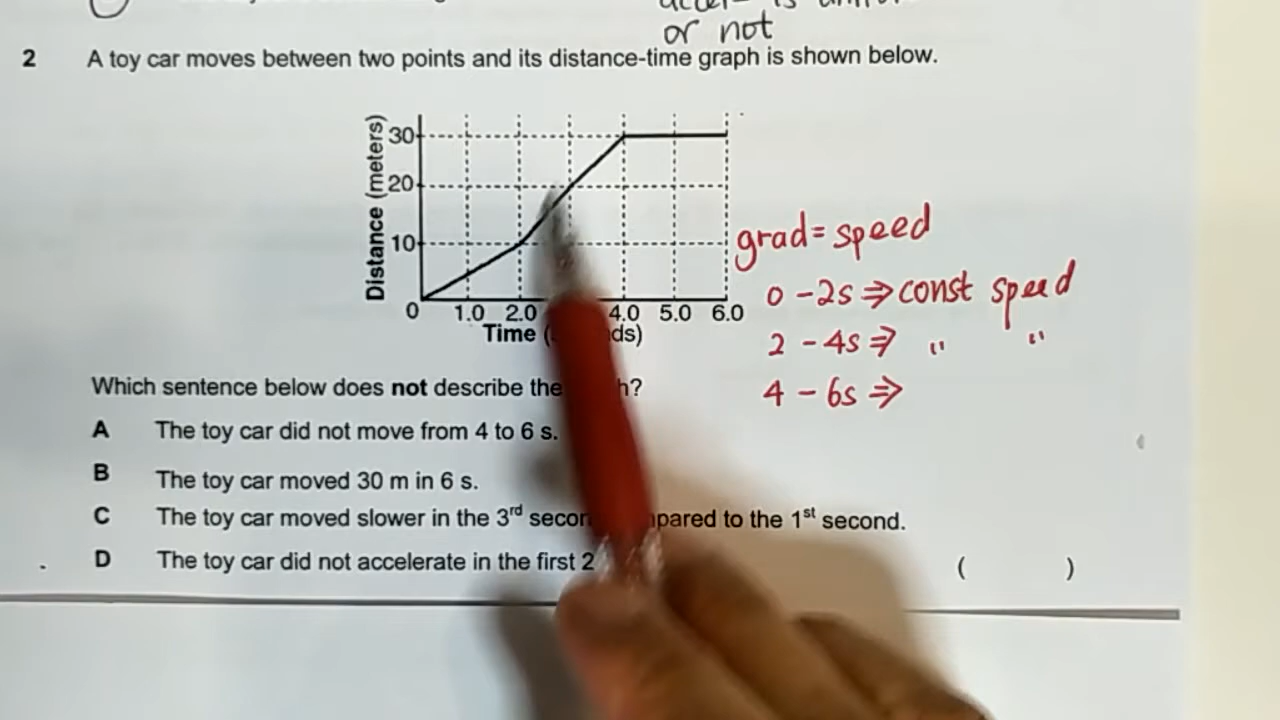 or not
2 A toy car moves between two points and its distance-time graph is shown below.
Distance (meters)
30
20
10
0 1.0 2.0 4.0 5.0 6.0
Time
grad = speed
0 - 2s ⇒ const speed
2 - 4s ⇒ " "
4 - 6s ⇒
Which sentence below does not describe the
A The toy car did not move from 4 to 6 s.
B The toy car moved 30 m in 6 s.
C The toy car moved slower in the 3rd to the 1st second.
D The toy car did not accelerate in the first 2
( )